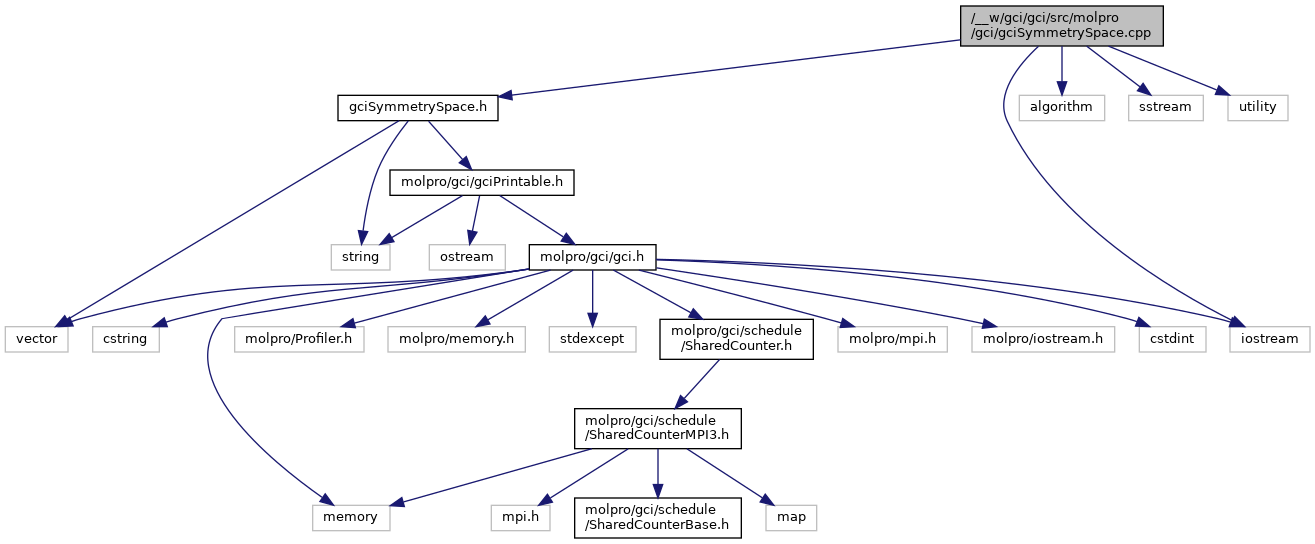 /__w/gci/gci/src/molpro
/gci/gciSymmetrySpace.cpp
gciSymmetrySpace.h
algorithm
sstream
utility
molpro/gci/gciPrintable.h
string
ostream
molpro/gci/gci.h
vector
cstring
molpro/Profiler.h
molpro/memory.h
stdexcept
molpro/gci/schedule
/SharedCounter.h
molpro/mpi.h
molpro/iostream.h
cstdint
iostream
molpro/gci/schedule
/SharedCounterMPI3.h
memory
mpi.h
molpro/gci/schedule
/SharedCounterBase.h
map